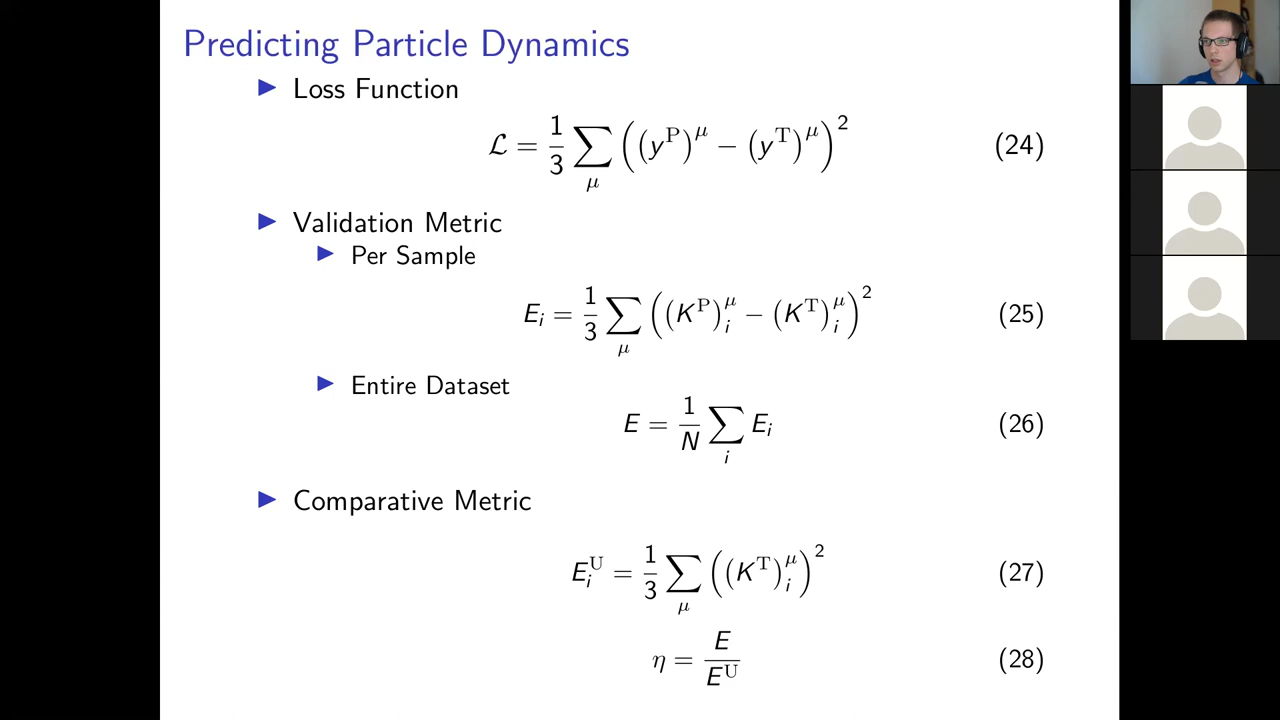 Predicting Particle Dynamics
▶ Loss Function
ℒ = 1/3 ∑_μ ((y^P)^μ − (y^T)^μ)^2 (24)
▶ Validation Metric
▶ Per Sample
E_i = 1/3 ∑_μ ((K^P)_i^μ − (K^T)_i^μ)^2 (25)
▶ Entire Dataset
E = 1/N ∑_i E_i (26)
▶ Comparative Metric
E_i^U = 1/3 ∑_μ ((K^T)_i^μ)^2 (27)
η = E/E^U (28)